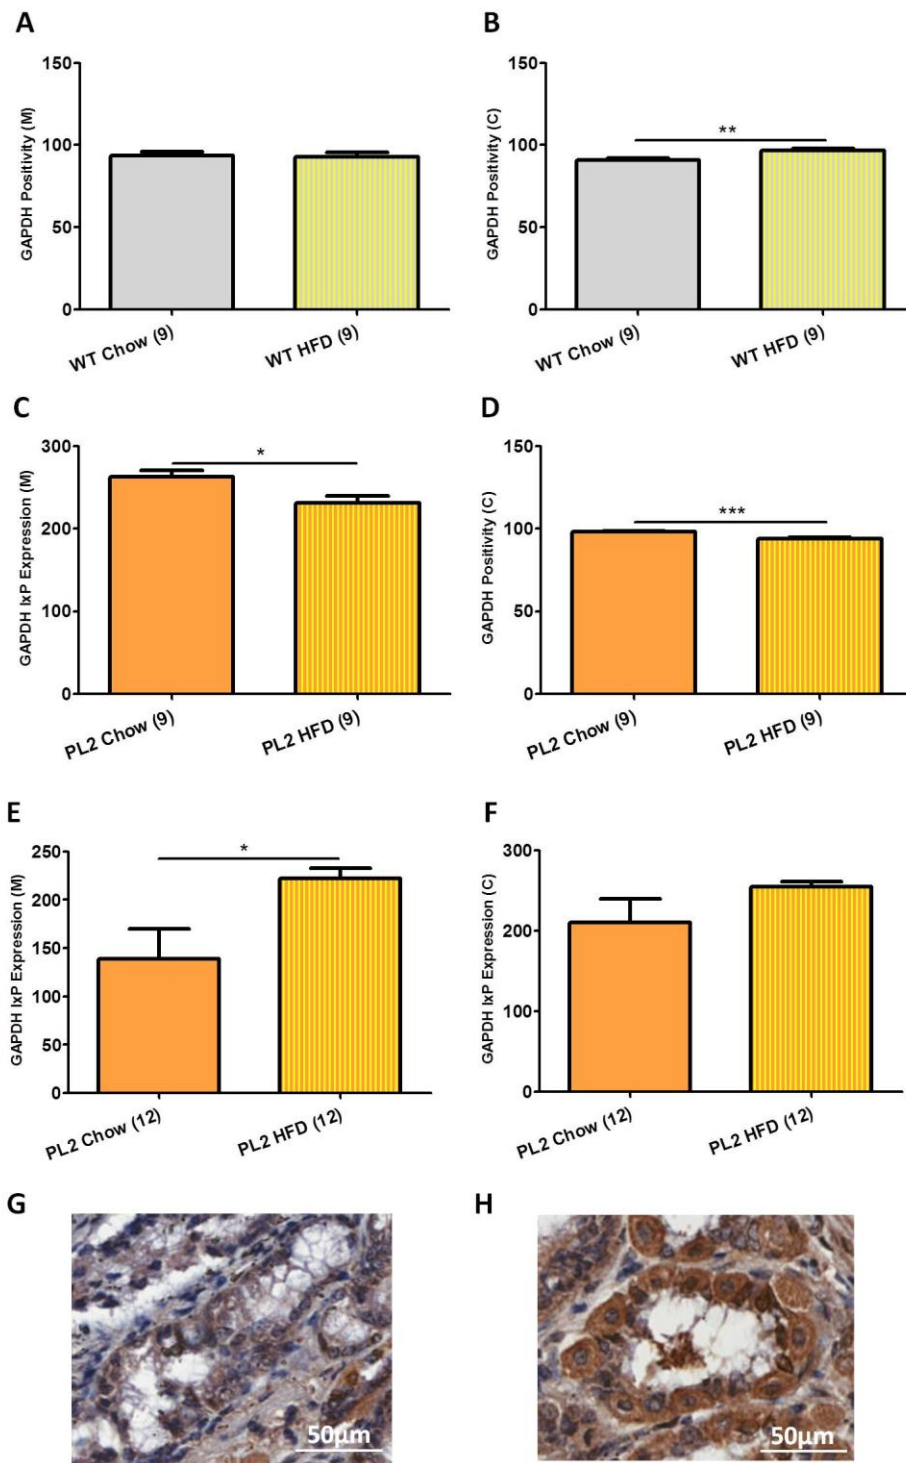 A
GAPDH Positivity (M)
150
100
50
0
WT Chow (9)
WT HFD (9)
B
GAPDH Positivity (C)
150
100
50
0
**
WT Chow (9)
WT HFD (9)
C
GAPDH IxP Expression (M)
300
200
100
0
*
PL2 Chow (9)
PL2 HFD (9)
D
GAPDH Positivity (C)
150
100
50
0
***
PL2 Chow (9)
PL2 HFD (9)
E
GAPDH IxP Expression (M)
250
200
150
100
50
0
*
PL2 Chow (12)
PL2 HFD (12)
F
GAPDH IxP Expression (C)
300
200
100
0
PL2 Chow (12)
PL2 HFD (12)
G
50μm
H
50μm